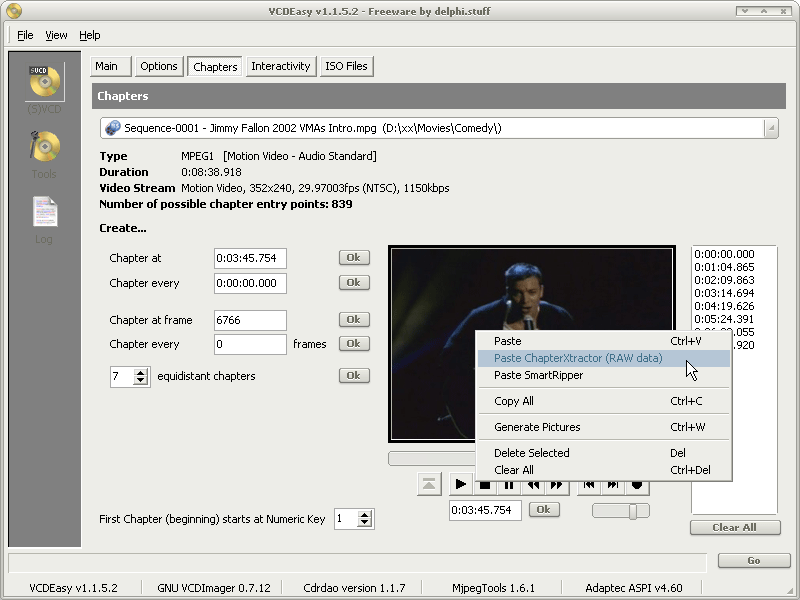 VCDEasy v1.1.5.2 - Freeware by delphi.stuff
File View Help
SVCD
(S)VCD
Tools
Log
Main Options Chapters Interactivity ISO Files
Chapters
Sequence-0001 - Jimmy Fallon 2002 VMAs Intro.mpg (D:\xx\Movies\Comedy\)
Type MPEG1 [Motion Video - Audio Standard]
Duration 0:08:38.918
Video Stream Motion Video, 352x240, 29.97003fps (NTSC), 1150kbps
Number of possible chapter entry points: 839
Create...
Chapter at 0:03:45.754 Ok
Chapter every 0:00:00.000 Ok
Chapter at frame 6766 Ok
Chapter every 0 frames Ok
7 equidistant chapters Ok
0:00:00.000
0:01:04.865
0:02:09.863
0:03:14.694
0:04:19.626
0:05:24.391
.055
.920
Paste Ctrl+V
Paste ChapterXtractor (RAW data)
Paste SmartRipper
Copy All Ctrl+C
Generate Pictures Ctrl+W
Delete Selected Del
Clear All Ctrl+Del
First Chapter (beginning) starts at Numeric Key 1
0:03:45.754 Ok
Clear All
Go
VCDEasy v1.1.5.2 GNU VCDImager 0.7.12 Cdrdao version 1.1.7 MjpegTools 1.6.1 Adaptec ASPI v4.60